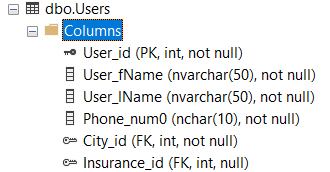 dbo.Users
Columns
User_id (PK, int, not null)
User_fName (nvarchar(50), not null)
User_lName (nvarchar(50), not null)
Phone_num0 (nchar(10), not null)
City_id (FK, int, not null)
Insurance_id (FK, int, null)